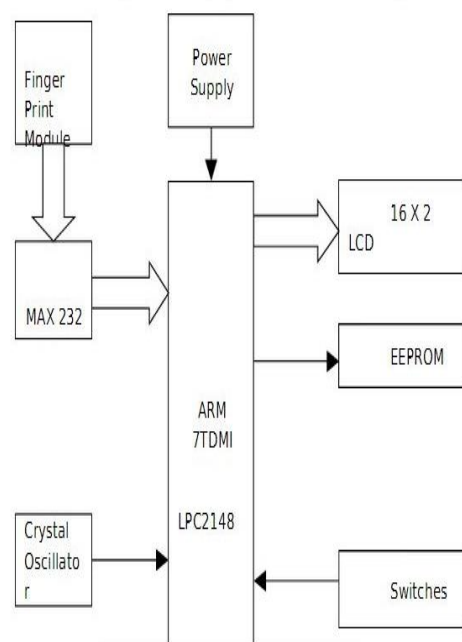 Finger
Print
Module
Power
Supply
16 X 2
LCD
MAX 232
EEPROM
ARM
7TDMI
LPC2148
Crystal
Oscillato
r
Switches